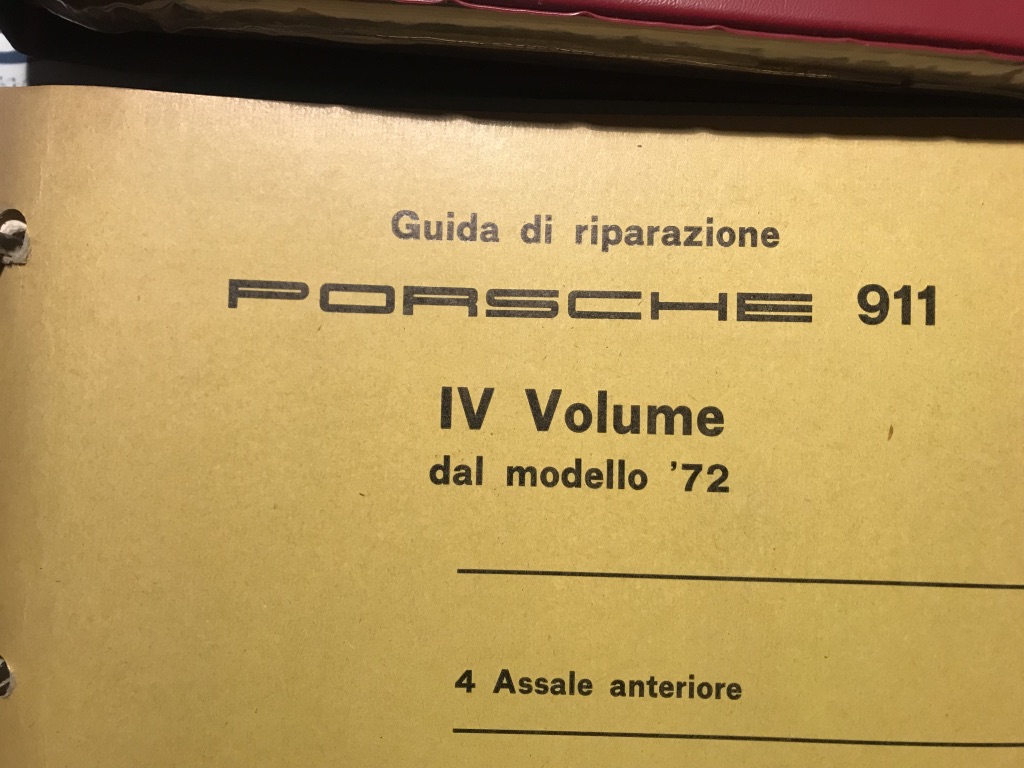 Guida di riparazione
PORSCHE 911
IV Volume
dal modello '72
4 Assale anteriore